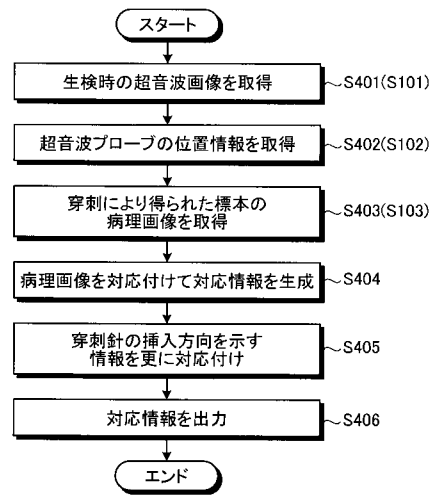 スタート
生検時の超音波画像を取得 S401(S101)
超音波プローブの位置情報を取得 S402(S102)
穿刺により得られた標本の
病理画像を取得 S403(S103)
病理画像を対応付けて対応情報を生成 S404
穿刺針の挿入方向を示す
情報を更に対応付け S405
対応情報を出力 S406
エンド